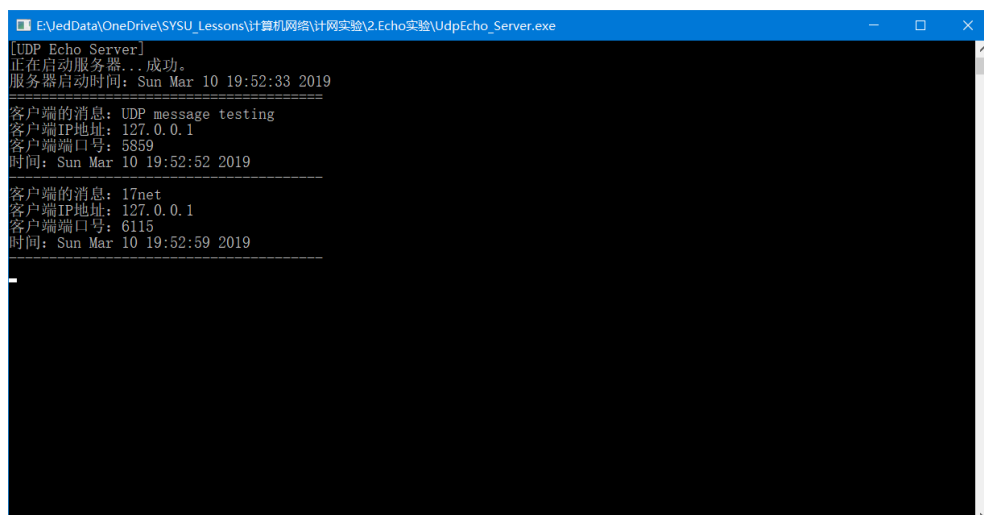 E:\JedData\OneDrive\SYSU_Lessons\计算机网络\计网实验\2.Echo实验\UdpEcho_Server.exe
[UDP Echo Server]
正在启动服务器...成功。
服务器启动时间: Sun Mar 10 19:52:33 2019
========================================
客户端的消息: UDP message testing
客户端IP地址: 127.0.0.1
客户端端口号: 5859
时间: Sun Mar 10 19:52:52 2019
----------------------------------------
客户端的消息: 17net
客户端IP地址: 127.0.0.1
客户端端口号: 6115
时间: Sun Mar 10 19:52:59 2019
----------------------------------------